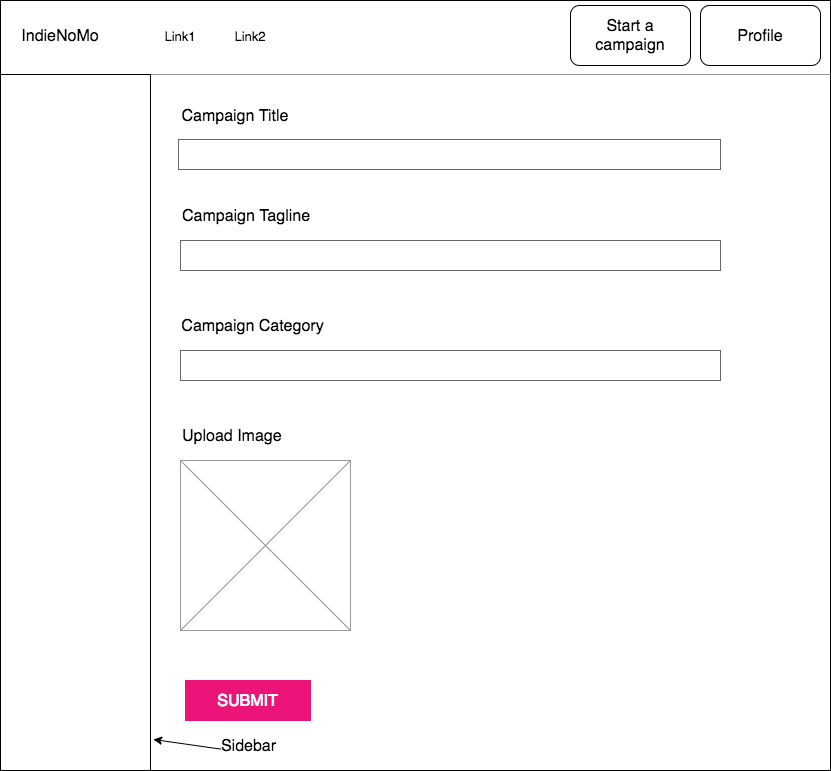 IndieNoMo
Link1
Link2
Start a
campaign
Profile
Campaign Title
Campaign Tagline
Campaign Category
Upload Image
SUBMIT
Sidebar